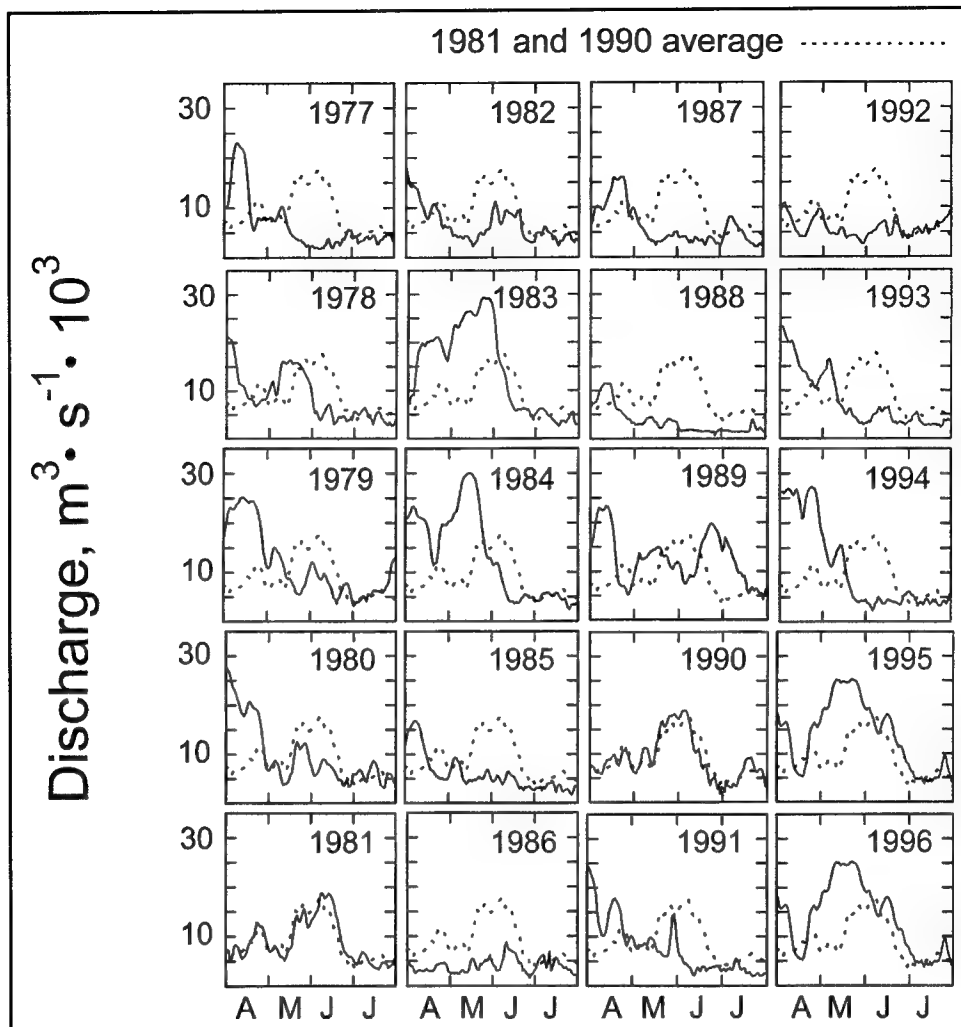 1981 and 1990 average
Discharge, m³· s⁻¹· 10³
30 1977 1982 1987 1992
10
30 1978 1983 1988 1993
10
30 1979 1984 1989 1994
10
30 1980 1985 1990 1995
10
30 1981 1986 1991 1996
10
A M J J A M J J A M J J A M J J